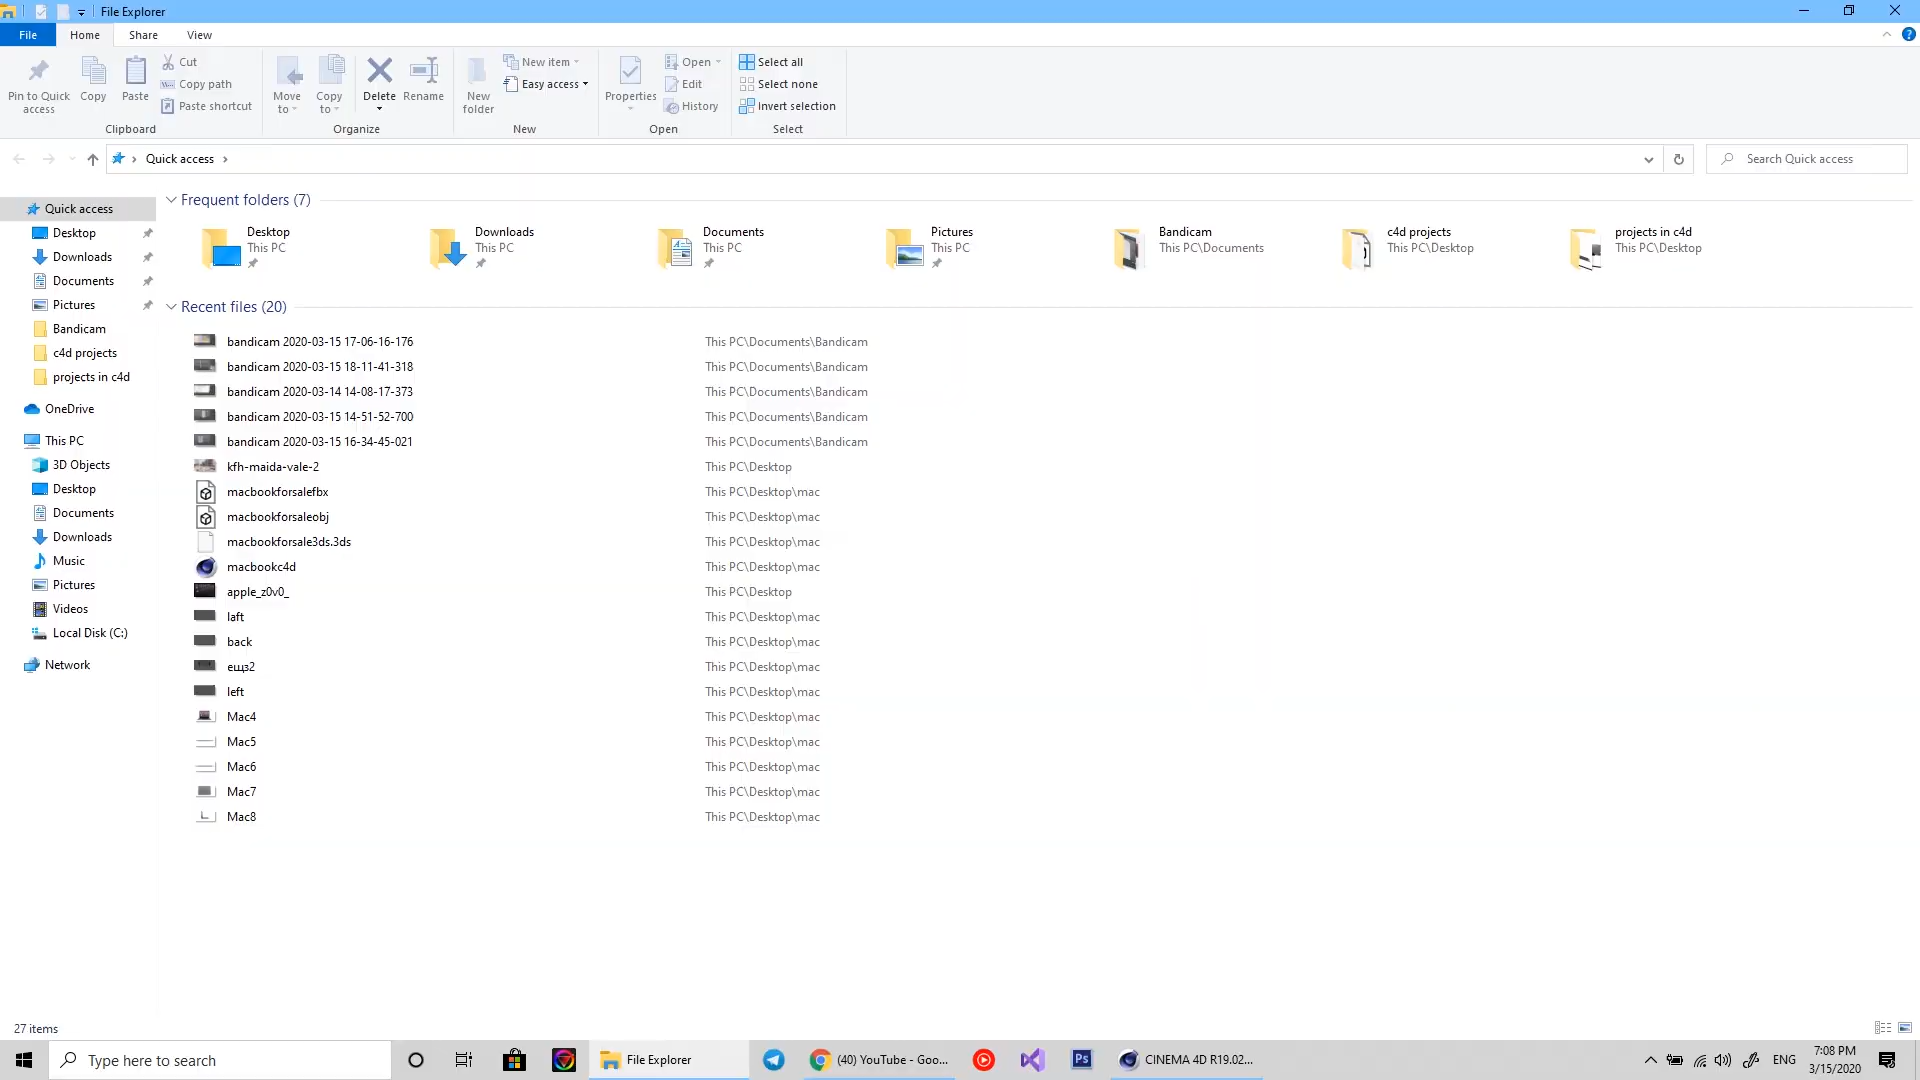 File Explorer
File Home Share View
Pin to Quick access
Copy
Paste
Cut
Copy path
Paste shortcut
Clipboard
Move to
Copy to
Delete
Rename
Organize
New folder
New item
Easy access
New
Properties
Open
Edit
History
Open
Select all
Select none
Invert selection
Select
Quick access
Search Quick access
Quick access
Desktop
Downloads
Documents
Pictures
Bandicam
c4d projects
projects in c4d
OneDrive
This PC
3D Objects
Desktop
Documents
Downloads
Music
Pictures
Videos
Local Disk (C:)
Network
Frequent folders (7)
Desktop
This PC
Downloads
This PC
Documents
This PC
Pictures
This PC
Bandicam
This PC\Documents
c4d projects
This PC\Desktop
projects in c4d
This PC\Desktop
Recent files (20)
bandicam 2020-03-15 17-06-16-176 This PC\Documents\Bandicam
bandicam 2020-03-15 18-11-41-318 This PC\Documents\Bandicam
bandicam 2020-03-14 14-08-17-373 This PC\Documents\Bandicam
bandicam 2020-03-15 14-51-52-700 This PC\Documents\Bandicam
bandicam 2020-03-15 16-34-45-021 This PC\Documents\Bandicam
kfh-maida-vale-2 This PC\Desktop
macbookforsalefbx This PC\Desktop\mac
macbookforsaleobj This PC\Desktop\mac
macbookforsale3ds.3ds This PC\Desktop\mac
macbookc4d This PC\Desktop\mac
apple_z0v0_ This PC\Desktop
laft This PC\Desktop\mac
back This PC\Desktop\mac
ещз2 This PC\Desktop\mac
left This PC\Desktop\mac
Mac4 This PC\Desktop\mac
Mac5 This PC\Desktop\mac
Mac6 This PC\Desktop\mac
Mac7 This PC\Desktop\mac
Mac8 This PC\Desktop\mac
27 items
Type here to search
File Explorer
(40) YouTube - Goo...
Ps
CINEMA 4D R19.02...
ENG
7:08 PM
3/15/2020